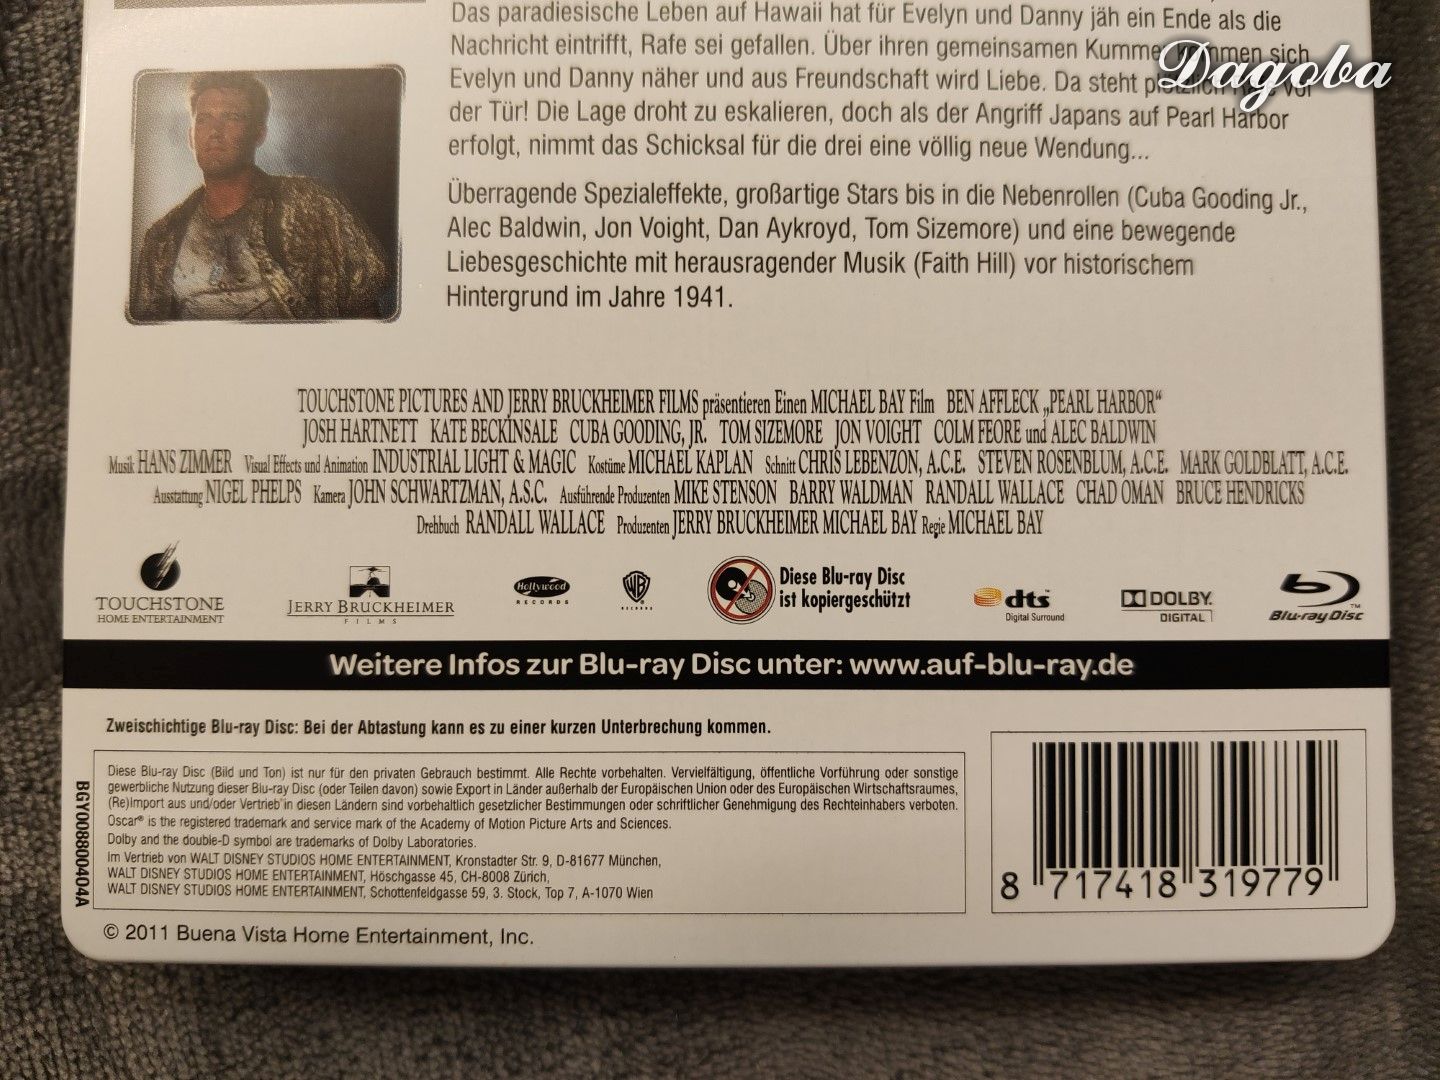 Das paradiesische Leben auf Hawaii hat für Evelyn und Danny jäh ein Ende als die
Nachricht eintrifft, Rafe sei gefallen. Über ihren gemeinsamen Kummer kommen sich
Evelyn und Danny näher und aus Freundschaft wird Liebe. Da steht plötzlich vor
der Tür! Die Lage droht zu eskalieren, doch als der Angriff Japans auf Pearl Harbor
erfolgt, nimmt das Schicksal für die drei eine völlig neue Wendung...
Dagoba
Überragende Spezialeffekte, großartige Stars bis in die Nebenrollen (Cuba Gooding Jr.,
Alec Baldwin, Jon Voight, Dan Aykroyd, Tom Sizemore) und eine bewegende
Liebesgeschichte mit herausragender Musik (Faith Hill) vor historischem
Hintergrund im Jahre 1941.
TOUCHSTONE PICTURES AND JERRY BRUCKHEIMER FILMS präsentieren Einen MICHAEL BAY Film BEN AFFLECK „PEARL HARBOR“
JOSH HARTNETT KATE BECKINSALE CUBA GOODING, JR. TOM SIZEMORE JON VOIGHT COLM FEORE und ALEC BALDWIN
Musik HANS ZIMMER Visual Effects und Animation INDUSTRIAL LIGHT & MAGIC Kostüme MICHAEL KAPLAN Schnitt CHRIS LEBENZON, A.C.E. STEVEN ROSENBLUM, A.C.E. MARK GOLDBLATT, A.C.E.
Ausstattung NIGEL PHELPS Kamera JOHN SCHWARTZMAN, A.S.C. Ausführende Produzenten MIKE STENSON BARRY WALDMAN RANDALL WALLACE CHAD OMAN BRUCE HENDRICKS
Drehbuch RANDALL WALLACE Produzenten JERRY BRUCKHEIMER MICHAEL BAY Regie MICHAEL BAY
TOUCHSTONE
HOME ENTERTAINMENT
JERRY BRUCKHEIMER
FILMS
Hollywood
RECORDS
WB
RECORDS
Diese Blu-ray Disc
ist kopiergeschützt
dts
Digital Surround
DOLBY
DIGITAL
Blu-ray Disc™
Weitere Infos zur Blu-ray Disc unter: www.auf-blu-ray.de
Zweischichtige Blu-ray Disc: Bei der Abtastung kann es zu einer kurzen Unterbrechung kommen.
Diese Blu-ray Disc (Bild und Ton) ist nur für den privaten Gebrauch bestimmt. Alle Rechte vorbehalten. Vervielfältigung, öffentliche Vorführung oder sonstige
gewerbliche Nutzung dieser Blu-ray Disc (oder Teilen davon) sowie Export in Länder außerhalb der Europäischen Union oder des Europäischen Wirtschaftsraumes,
(Re)Import aus und/oder Vertrieb in diesen Ländern sind vorbehaltlich gesetzlicher Bestimmungen oder schriftlicher Genehmigung des Rechteinhabers verboten.
Oscar® is the registered trademark and service mark of the Academy of Motion Picture Arts and Sciences.
Dolby and the double-D symbol are trademarks of Dolby Laboratories.
Im Vertrieb von WALT DISNEY STUDIOS HOME ENTERTAINMENT, Kronstadter Str. 9, D-81677 München,
WALT DISNEY STUDIOS HOME ENTERTAINMENT, Höschgasse 45, CH-8008 Zürich,
WALT DISNEY STUDIOS HOME ENTERTAINMENT, Schottenfeldgasse 59, 3. Stock, Top 7, A-1070 Wien
BGY008800404A
8 717418 319779
© 2011 Buena Vista Home Entertainment, Inc.